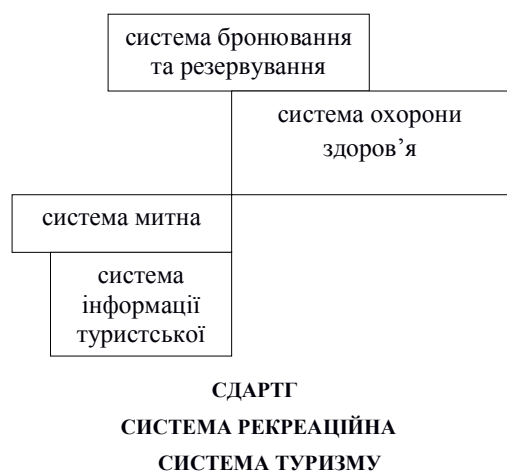 система бронювання
та резервування
система охорони
здоров’я
система митна
система
інформації
туристської
СДАРТГ
СИСТЕМА РЕКРЕАЦІЙНА
СИСТЕМА ТУРИЗМУ